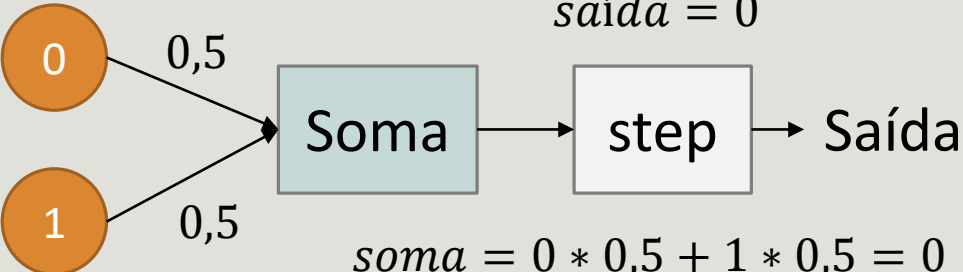 saída = 0
0
0,5
Soma
step
Saída
1
0,5
soma = 0 * 0,5 + 1 * 0,5 = 0